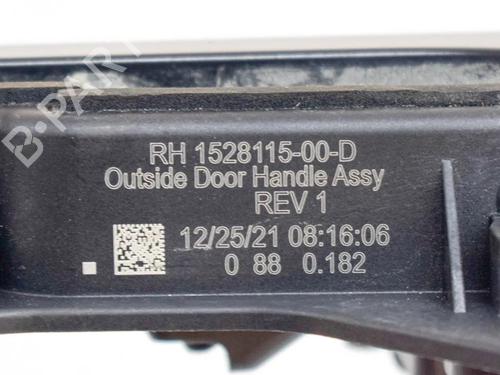 B-PARTS
RH 1528115-00-D
Outside Door Handle Assy
REV 1
12/25/21 08:16:06
0 88 0.182